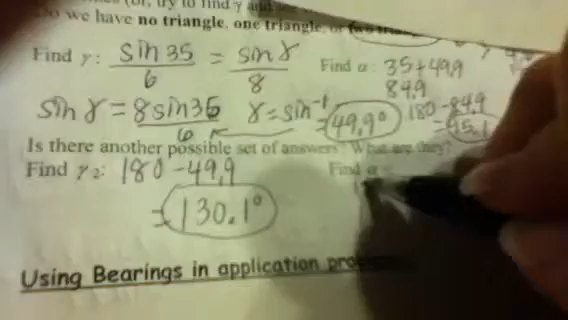 we have no triangle, one triangle, or two
Find γ: sin 35 / 6 = sin γ / 8
Find α: 35+49.9
84.9
sin γ = 8 sin 35 / 6 γ = sin⁻¹ = 49.9°
180 - 84.9
= 95.1
Is there another possible set of answers? What are they?
Find γ₂: 180 - 49.9
Find α
= 130.1°
Using Bearings in application